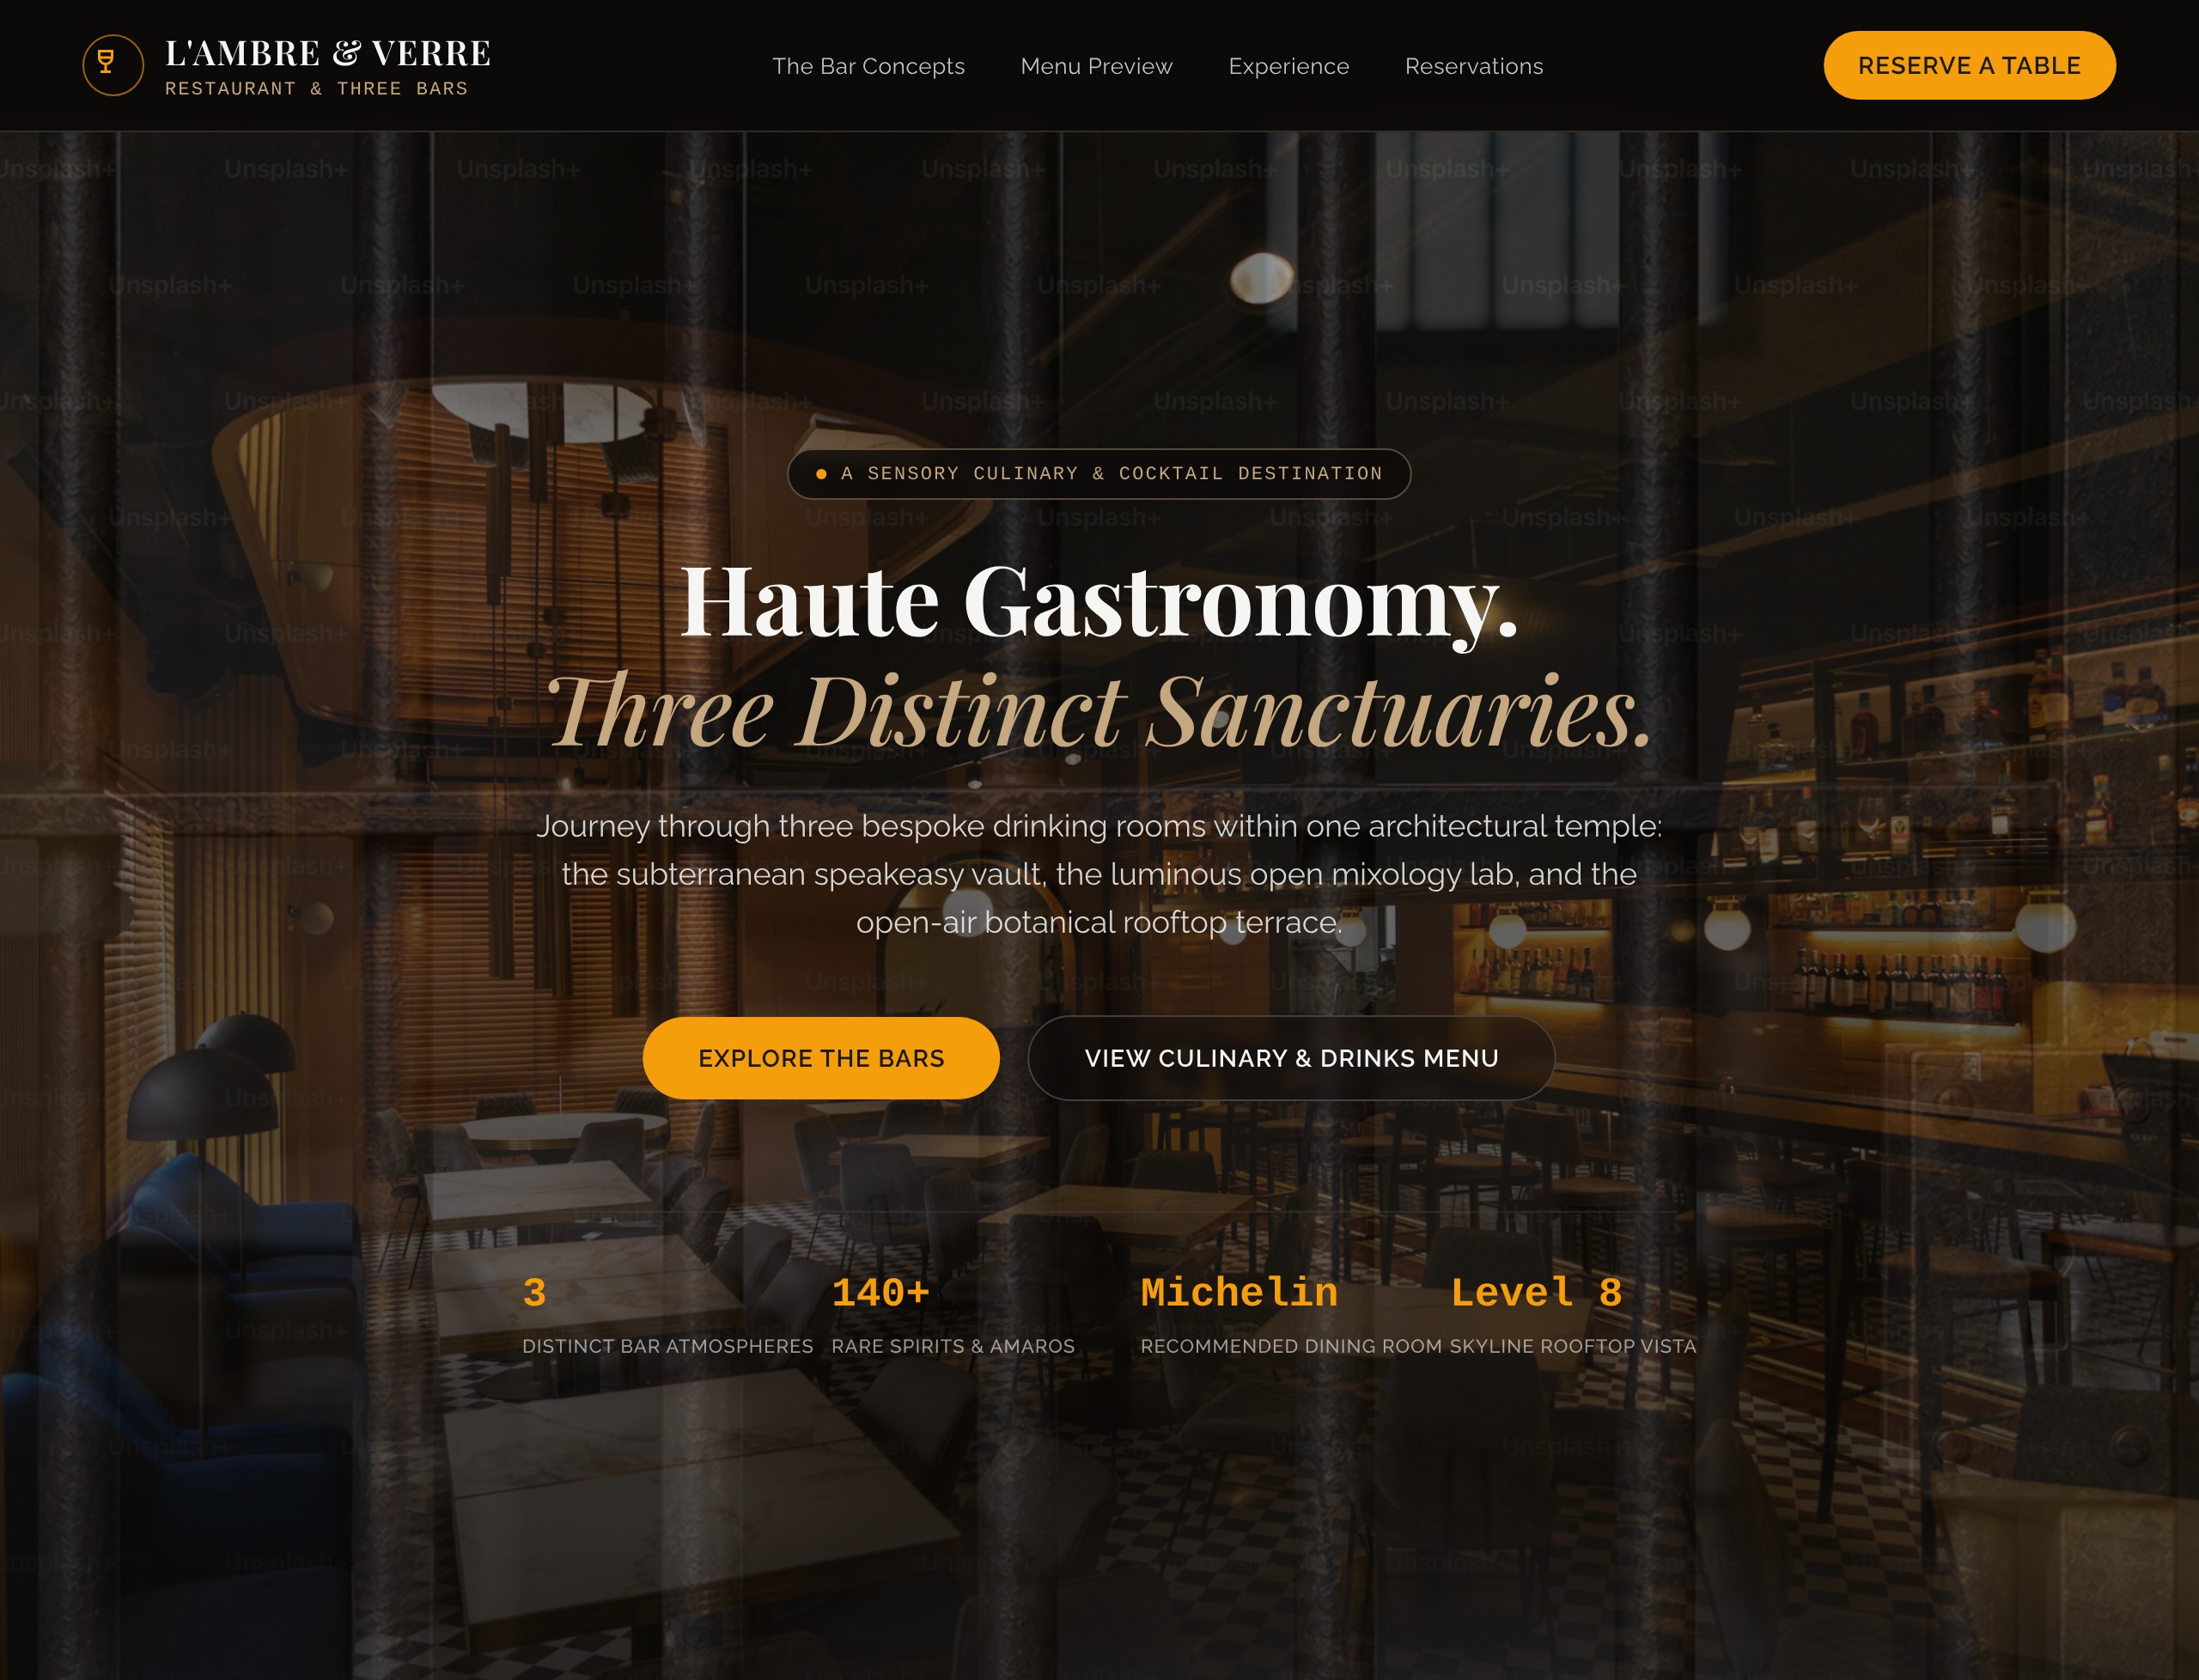 L'AMBRE & VERRE
RESTAURANT & THREE BARS
The Bar Concepts
Menu Preview
Experience
Reservations
RESERVE A TABLE
A SENSORY CULINARY & COCKTAIL DESTINATION
Haute Gastronomy.
Three Distinct Sanctuaries.
Journey through three bespoke drinking rooms within one architectural temple:
the subterranean speakeasy vault, the luminous open mixology lab, and the
open-air botanical rooftop terrace.
EXPLORE THE BARS
VIEW CULINARY & DRINKS MENU
3
DISTINCT BAR ATMOSPHERES
140+
RARE SPIRITS & AMAROS
Michelin
RECOMMENDED DINING ROOM
Level 8
SKYLINE ROOFTOP VISTA
Unsplash+